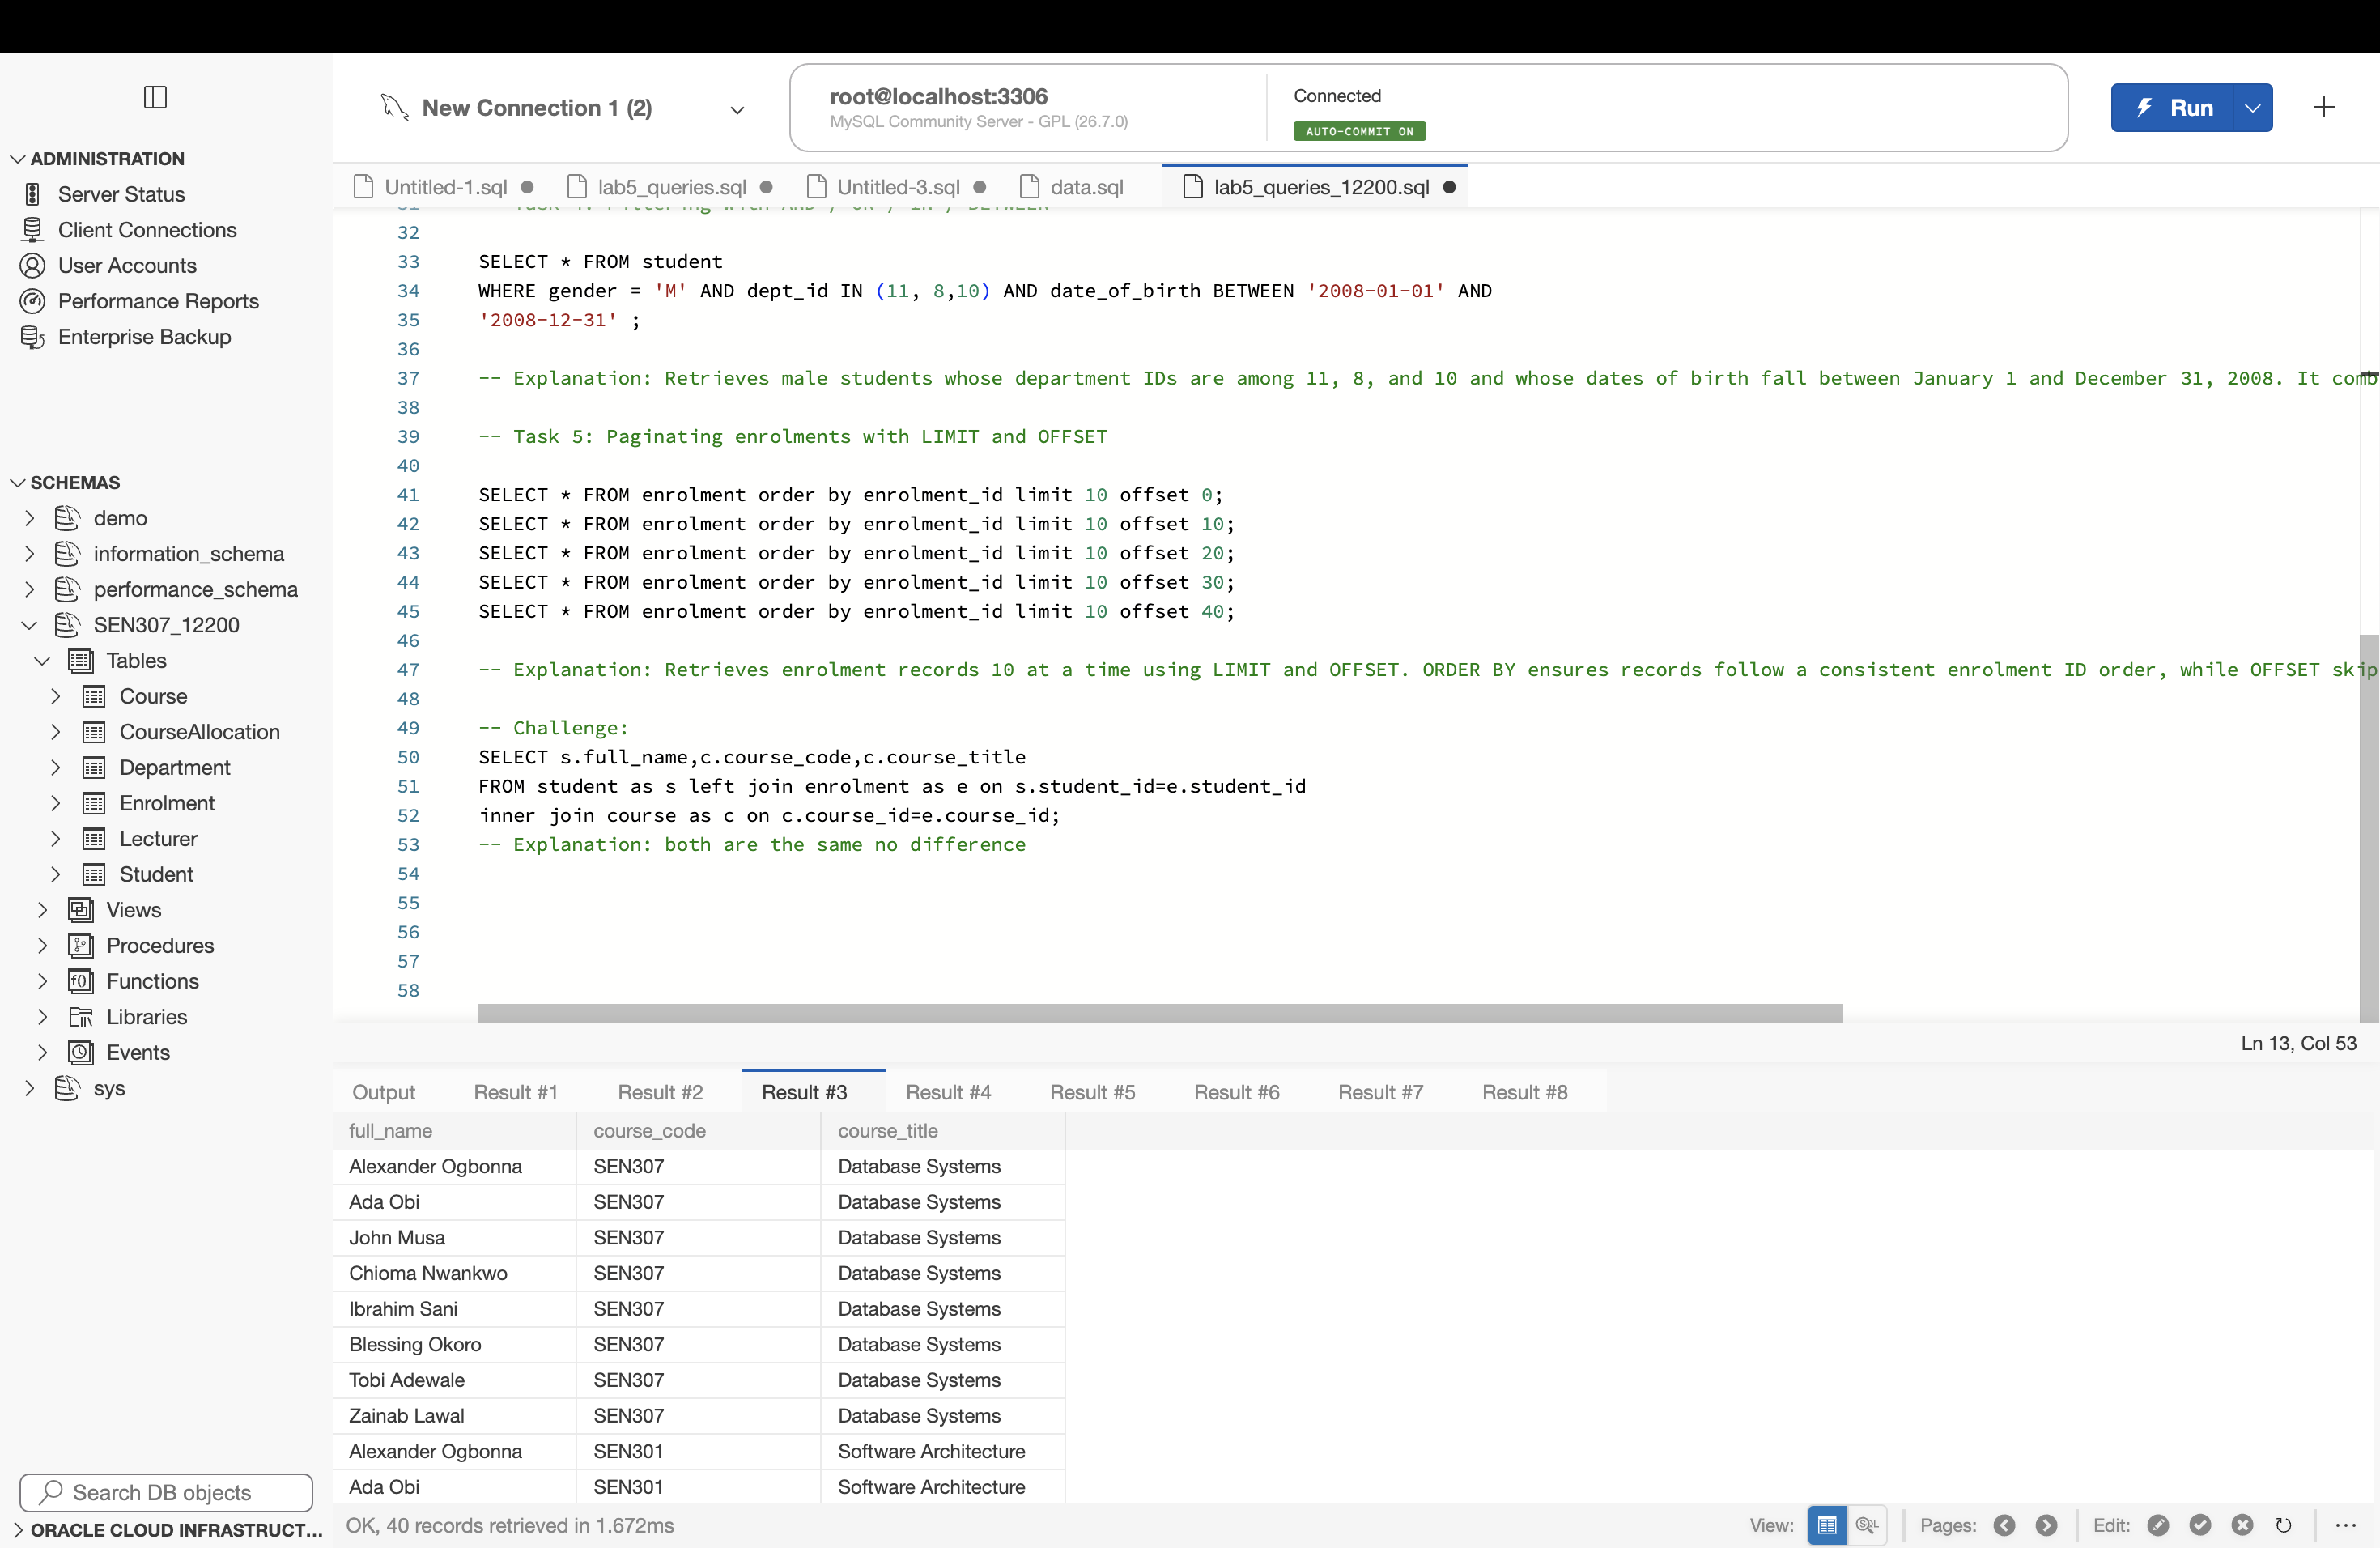 New Connection 1 (2)
root@localhost:3306
MySQL Community Server - GPL (26.7.0)
Connected
AUTO-COMMIT ON
Run
ADMINISTRATION
Server Status
Client Connections
User Accounts
Performance Reports
Enterprise Backup
SCHEMAS
demo
information_schema
performance_schema
SEN307_12200
Tables
Course
CourseAllocation
Department
Enrolment
Lecturer
Student
Views
Procedures
Functions
Libraries
Events
sys
Search DB objects
ORACLE CLOUD INFRASTRUCT...
Untitled-1.sql
lab5_queries.sql
Untitled-3.sql
data.sql
lab5_queries_12200.sql
32
33 SELECT * FROM student
34 WHERE gender = 'M' AND dept_id IN (11, 8,10) AND date_of_birth BETWEEN '2008-01-01' AND
35 '2008-12-31' ;
36
37 -- Explanation: Retrieves male students whose department IDs are among 11, 8, and 10 and whose dates of birth fall between January 1 and December 31, 2008. It comb
38
39 -- Task 5: Paginating enrolments with LIMIT and OFFSET
40
41 SELECT * FROM enrolment order by enrolment_id limit 10 offset 0;
42 SELECT * FROM enrolment order by enrolment_id limit 10 offset 10;
43 SELECT * FROM enrolment order by enrolment_id limit 10 offset 20;
44 SELECT * FROM enrolment order by enrolment_id limit 10 offset 30;
45 SELECT * FROM enrolment order by enrolment_id limit 10 offset 40;
46
47 -- Explanation: Retrieves enrolment records 10 at a time using LIMIT and OFFSET. ORDER BY ensures records follow a consistent enrolment ID order, while OFFSET skip
48
49 -- Challenge:
50 SELECT s.full_name,c.course_code,c.course_title
51 FROM student as s left join enrolment as e on s.student_id=e.student_id
52 inner join course as c on c.course_id=e.course_id;
53 -- Explanation: both are the same no difference
54
55
56
57
58
Ln 13, Col 53
Output Result #1 Result #2 Result #3 Result #4 Result #5 Result #6 Result #7 Result #8
full_name course_code course_title
Alexander Ogbonna SEN307 Database Systems
Ada Obi SEN307 Database Systems
John Musa SEN307 Database Systems
Chioma Nwankwo SEN307 Database Systems
Ibrahim Sani SEN307 Database Systems
Blessing Okoro SEN307 Database Systems
Tobi Adewale SEN307 Database Systems
Zainab Lawal SEN307 Database Systems
Alexander Ogbonna SEN301 Software Architecture
Ada Obi SEN301 Software Architecture
OK, 40 records retrieved in 1.672ms
View: SQL Pages: Edit: ...